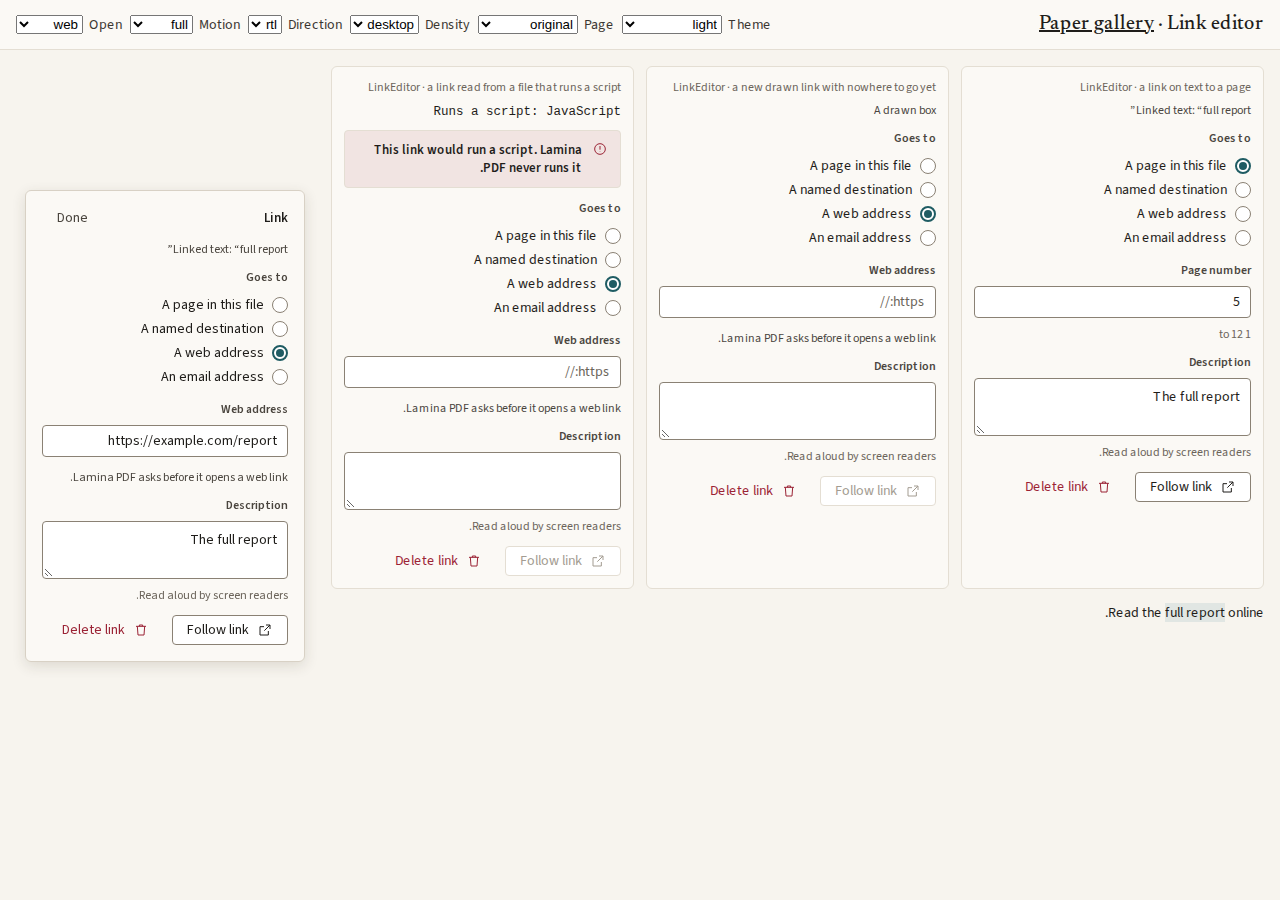 Paper gallery · Link editor
Theme light Page original Density desktop Direction rtl Motion full Open web
LinkEditor · a link on text to a page
"Linked text: "full report
Goes to
A page in this file
A named destination
A web address
An email address
Page number
5
to 12 1
Description
The full report
.Read aloud by screen readers
Follow link
Delete link
LinkEditor · a new drawn link with nowhere to go yet
A drawn box
Goes to
A page in this file
A named destination
A web address
An email address
Web address
//:https
.Lamina PDF asks before it opens a web link
Description
.Read aloud by screen readers
Follow link
Delete link
LinkEditor · a link read from a file that runs a script
Runs a script: JavaScript
This link would run a script. Lamina
.PDF never runs it
Goes to
A page in this file
A named destination
A web address
An email address
Web address
//:https
.Lamina PDF asks before it opens a web link
Description
.Read aloud by screen readers
Follow link
Delete link
.Read the full report online
Link
Done
"Linked text: "full report
Goes to
A page in this file
A named destination
A web address
An email address
Web address
https://example.com/report
.Lamina PDF asks before it opens a web link
Description
The full report
.Read aloud by screen readers
Follow link
Delete link